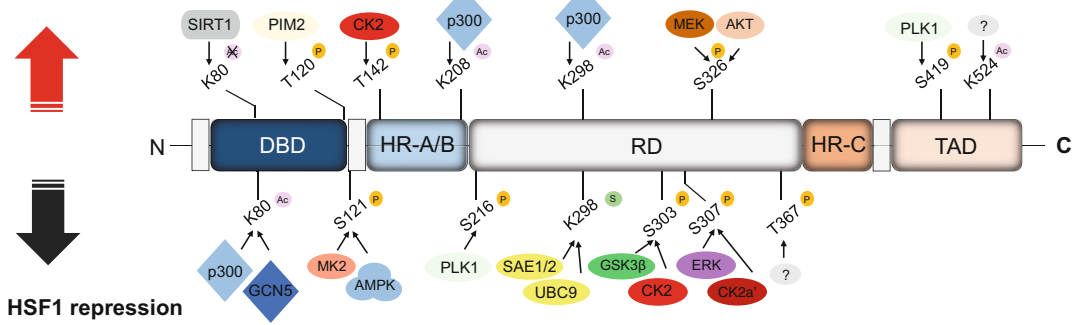 SIRT1 PIM2 CK2 p300 p300 MEK AKT PLK1 ?
K80 Ac T120 P T142 P K208 Ac K298 Ac S326 P S419 P K524 Ac
N DBD HR-A/B RD HR-C TAD C
K80 Ac S121 P S216 P K298 S S303 P S307 P T367 P
p300 GCN5 MK2 AMPK PLK1 SAE1/2 UBC9 GSK3β CK2 ERK CK2a' ?
HSF1 repression